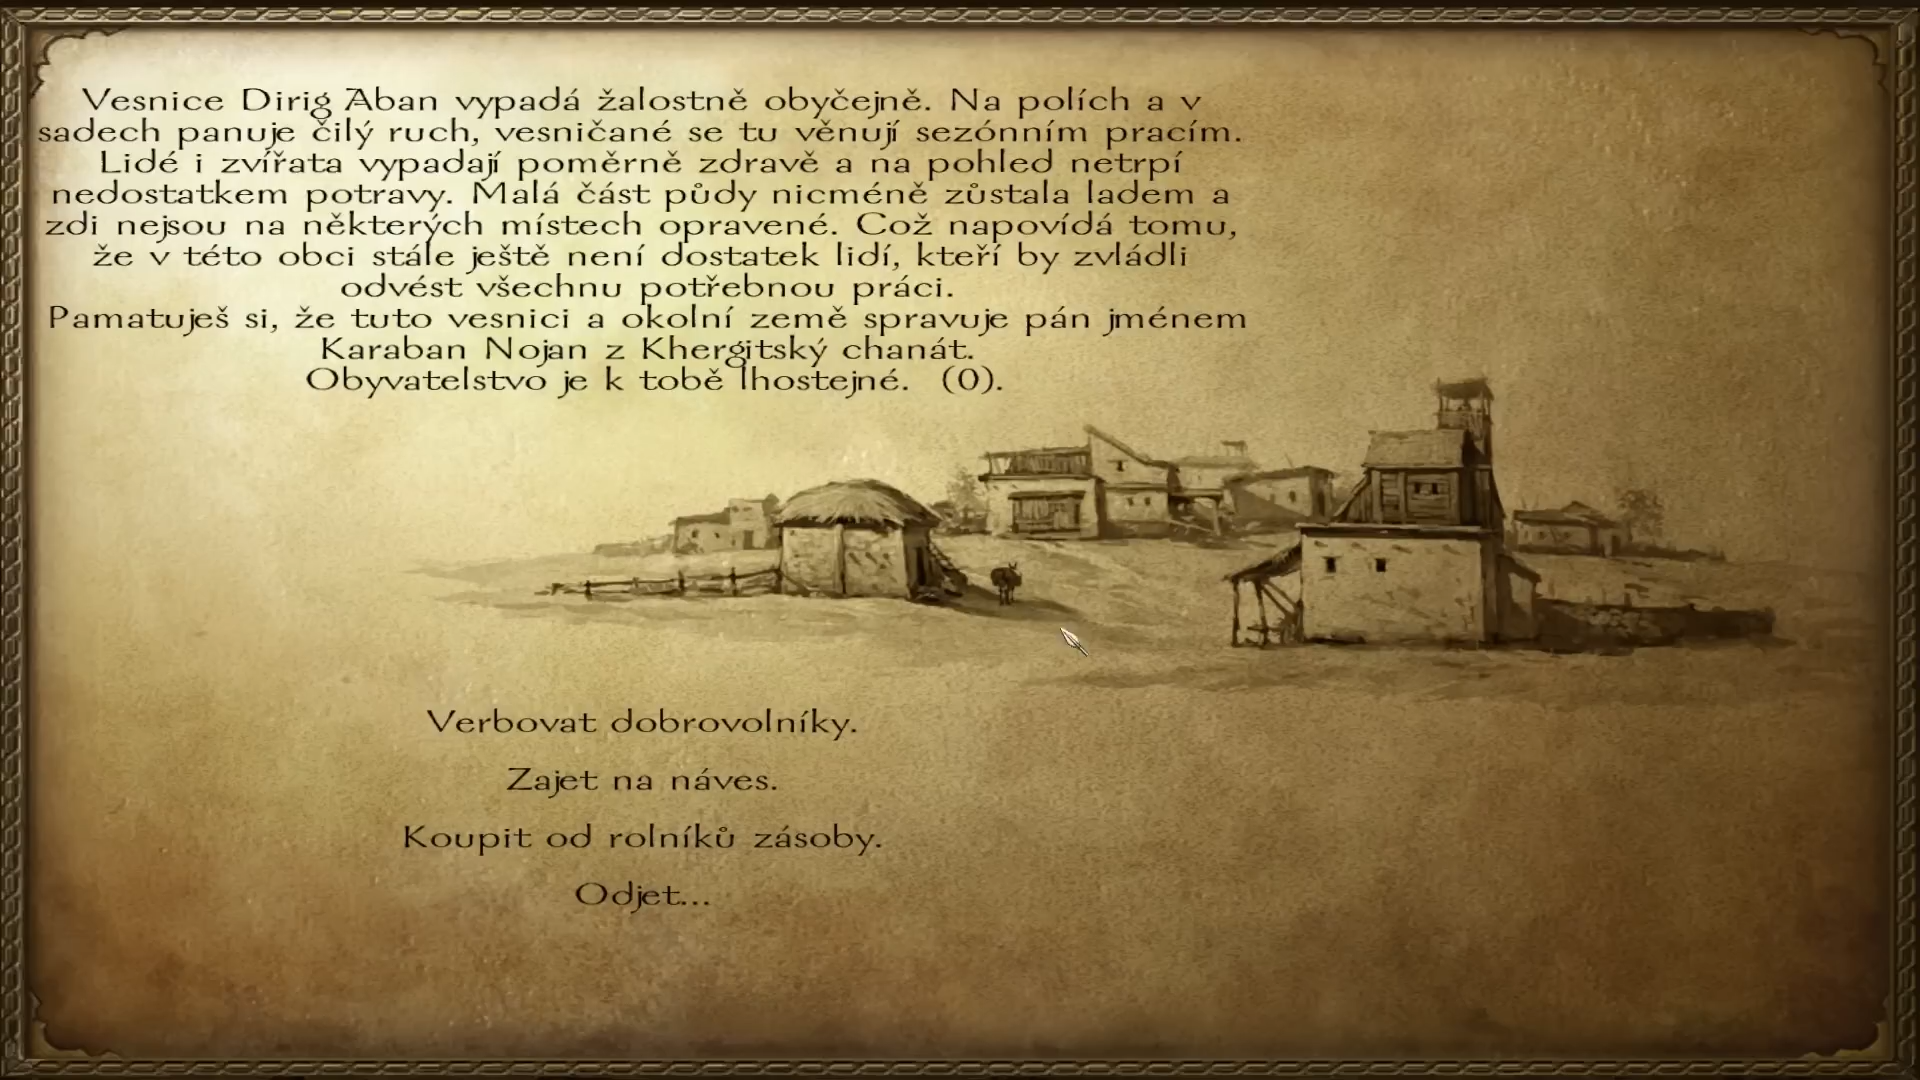 Vesnice Dirig Aban vypadá žalostně obyčejně. Na polích a v
sadech panuje čilý ruch, vesničané se tu věnují sezónním pracím.
Lidé i zvířata vypadají poměrně zdravě a na pohled netrpí
nedostatkem potravy. Malá část půdy nicméně zůstala ladem a
zdi nejsou na některých místech opravené. Což napovídá tomu,
že v této obci stále ještě není dostatek lidí, kteří by zvládli
odvést všechnu potřebnou práci.
Pamatuješ si, že tuto vesnici a okolní země spravuje pán jménem
Karaban Nojan z Khergitský chanát.
Obyvatelstvo je k tobě lhostejné.  (0).
Verbovat dobrovolníky.
Zajet na náves.
Koupit od rolníků zásoby.
Odjet...